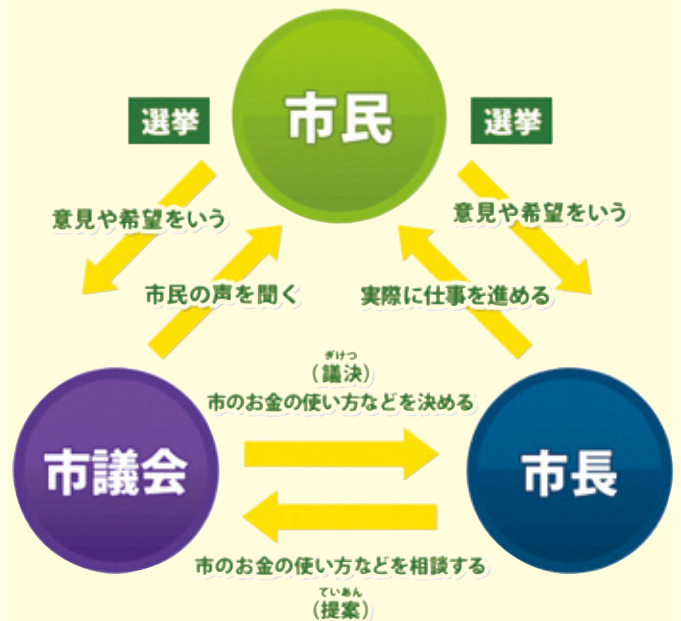 市民
選挙
選挙
意見や希望をいう
意見や希望をいう
市民の声を聞く
実際に仕事を進める
ぎけつ
（議決）
市のお金の使い方などを決める
市議会
市長
市のお金の使い方などを相談する
ていあん
（提案）